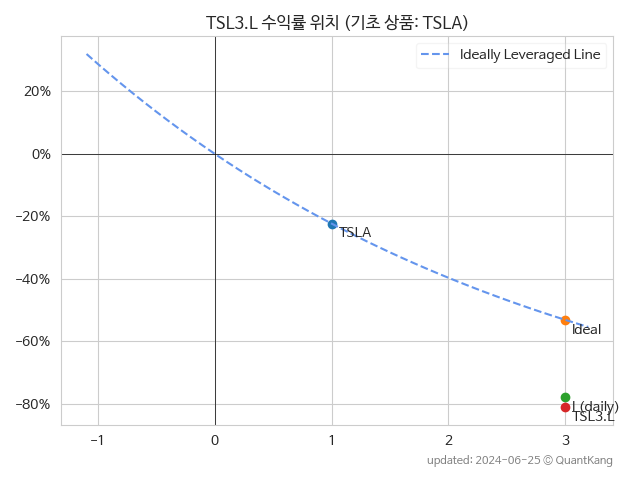 TSL3.L 수익률 위치 (기초 상품: TSLA)
Ideally Leveraged Line
20%
0%
−20%
−40%
−60%
−80%
TSLA
Ideal
(daily)
TSL3.L
−1
0
1
2
3
updated: 2024-06-25 © QuantKang